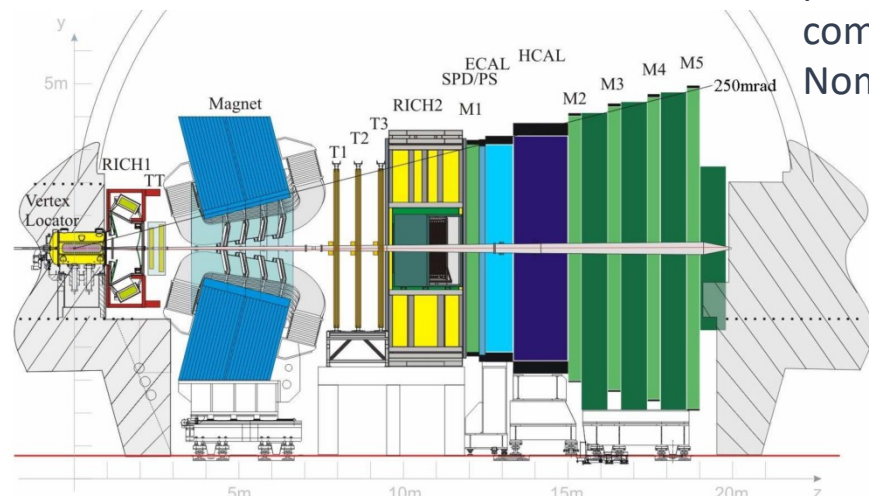 y
com
Nom
5m
Magnet
RICH1
TT
Vertex
Locator
T1
T2
T3
RICH2
M1
SPD/PS
ECAL
HCAL
M2
M3
M4
M5
250mrad
5m
10m
15m
20m
z